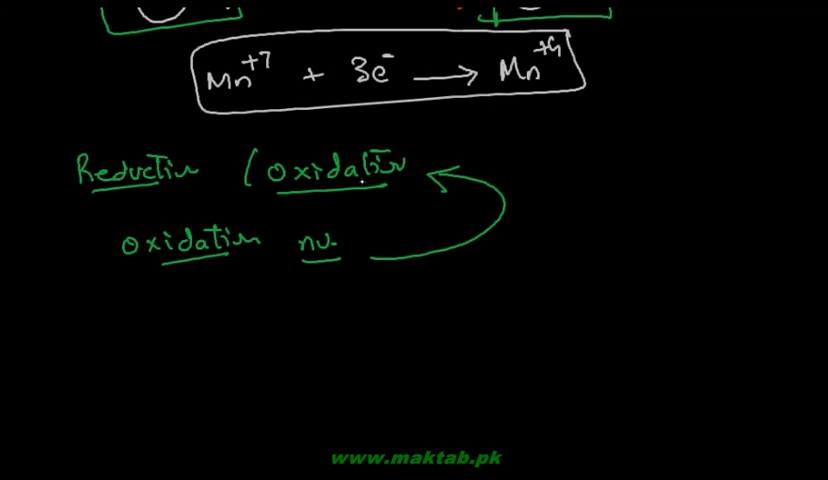 Mn+7 + 3e- → Mn+4
Reduction (oxidation
oxidation no.
www.maktab.pk